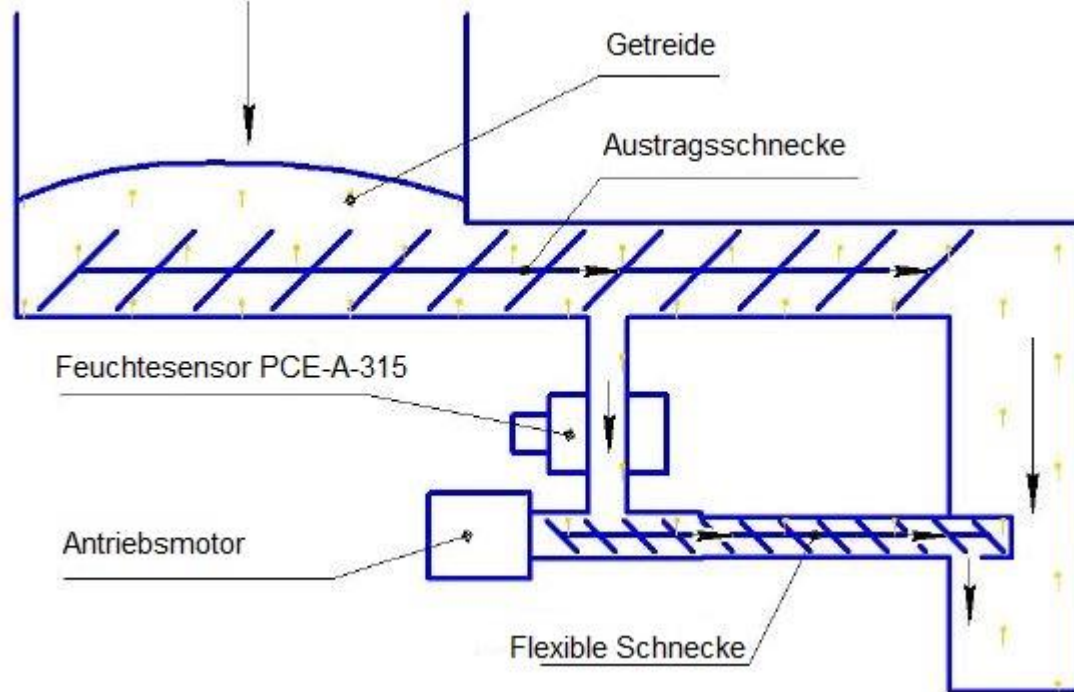 Getreide
Austragsschnecke
Feuchtesensor PCE-A-315
Antriebsmotor
Flexible Schnecke